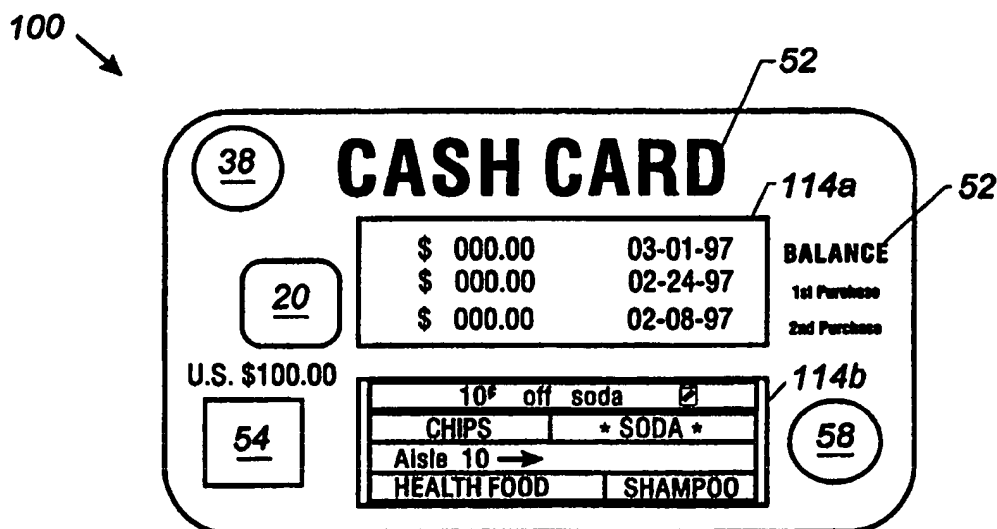 100
52
38
CASH CARD
114a
52
$ 000.00 03-01-97 BALANCE
20
$ 000.00 02-24-97 1st Purchase
$ 000.00 02-08-97 2nd Purchase
U.S. $100.00
114b
10¢ off soda
54
CHIPS * SODA *
58
Aisle 10 →
HEALTH FOOD SHAMPOO